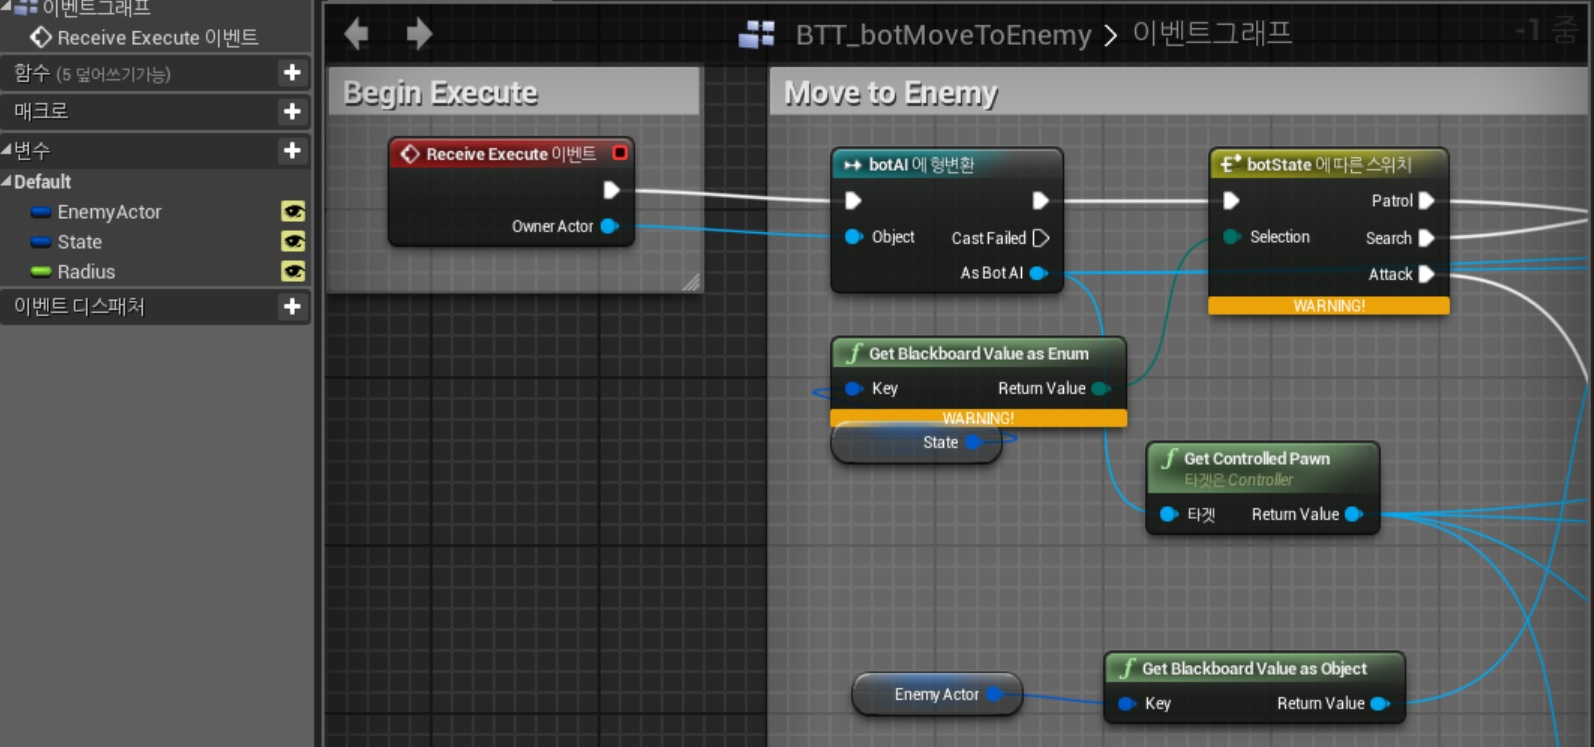 이벤트그래프
Receive Execute 이벤트
함수 (5 덮어쓰기가능)
매크로
변수
Default
EnemyActor
State
Radius
이벤트 디스패처
BTT_botMoveToEnemy > 이벤트그래프
-1 줌
Begin Execute
Receive Execute 이벤트
Owner Actor
Move to Enemy
botAI 에 형변환
Object
Cast Failed
As Bot AI
botState 에 따른 스위치
Selection
Patrol
Search
Attack
WARNING!
Get Blackboard Value as Enum
Key
Return Value
WARNING!
State
Get Controlled Pawn
타겟은 Controller
타겟
Return Value
Enemy Actor
Get Blackboard Value as Object
Key
Return Value